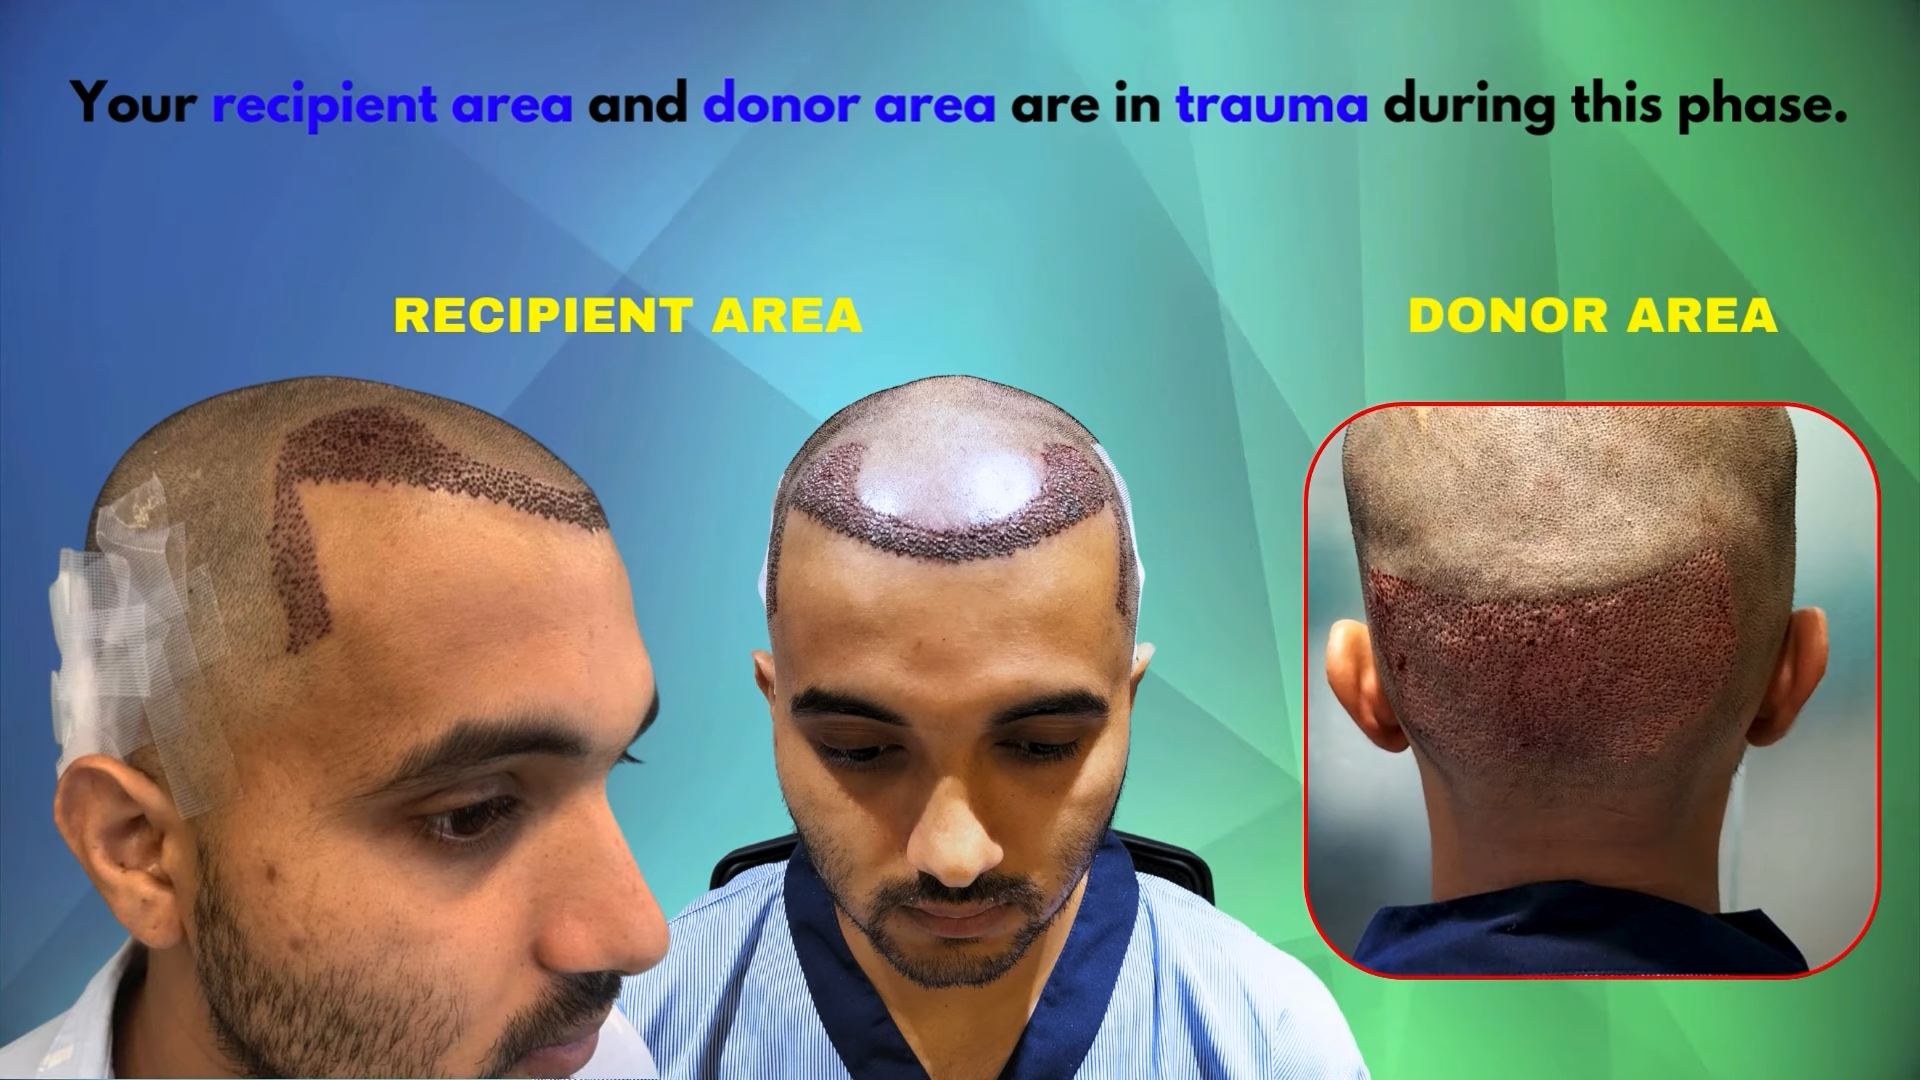 Your recipient area and donor area are in trauma during this phase.
RECIPIENT AREA
DONOR AREA